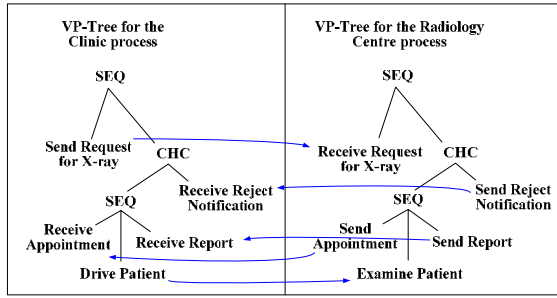 VP-Tree for the
Clinic process
SEQ
Send Request
for X-ray
CHC
Receive Reject
Notification
SEQ
Receive
Appointment
Receive Report
Drive Patient
VP-Tree for the Radiology
Centre process
SEQ
Receive Request
for X-ray
CHC
Send Reject
Notification
SEQ
Send
Appointment
Send Report
Examine Patient